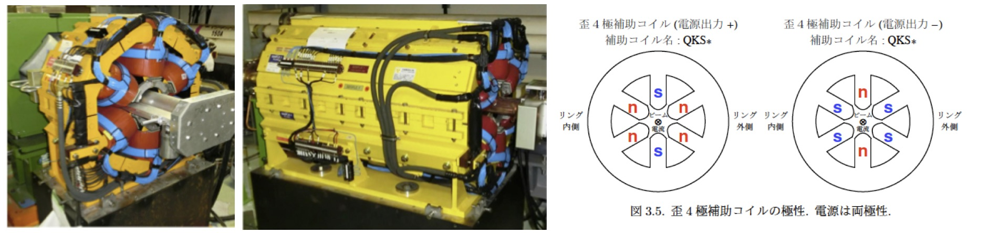 150A
歪4極補助コイル (電源出力 +)
補助コイル名 : QKS*
s
n n
ビーム
電流
n n
s
リング
内側
リング
外側
歪4極補助コイル (電源出力 −)
補助コイル名 : QKS*
n
s s
ビーム
電流
s s
n
リング
内側
リング
外側
図 3.5. 歪4極補助コイルの極性. 電源は両極性.